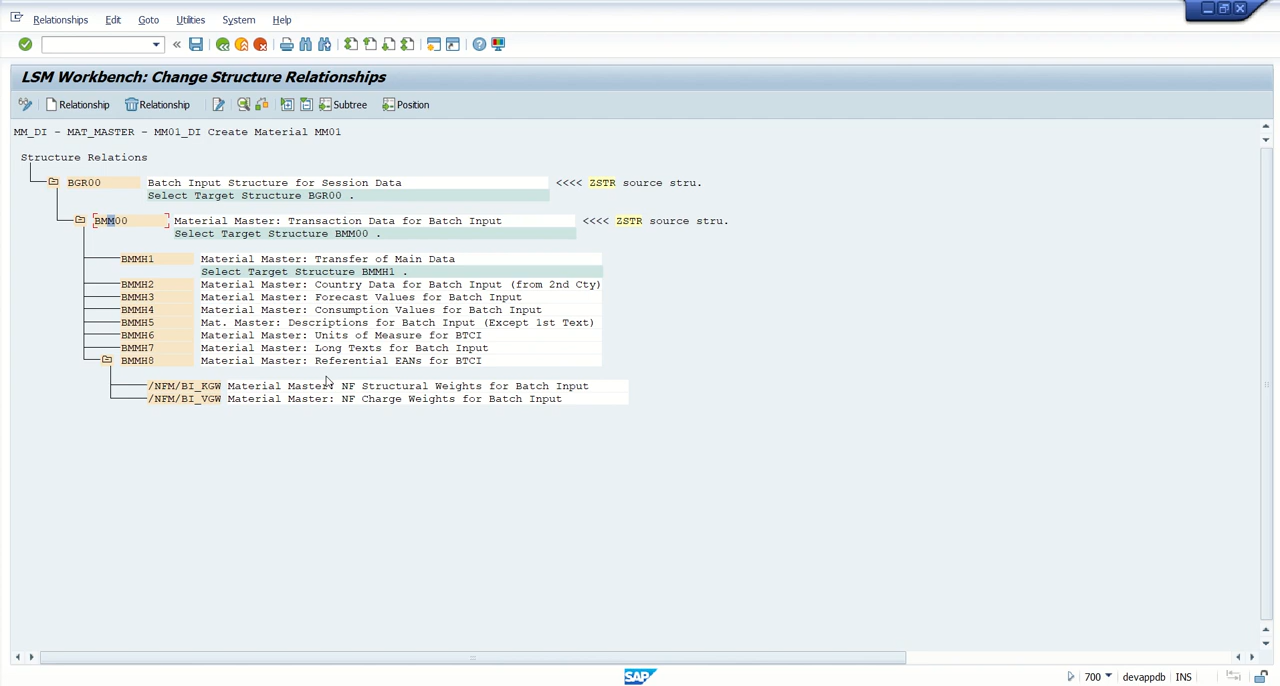 Relationships Edit Goto Utilities System Help
LSM Workbench: Change Structure Relationships
Relationship Relationship Subtree Position
MM_DI - MAT_MASTER - MM01_DI Create Material MM01
Structure Relations
BGR00 Batch Input Structure for Session Data <<<< ZSTR source stru.
Select Target Structure BGR00 .
BMM00 Material Master: Transaction Data for Batch Input <<<< ZSTR source stru.
Select Target Structure BMM00 .
BMMH1 Material Master: Transfer of Main Data
Select Target Structure BMMH1 .
BMMH2 Material Master: Country Data for Batch Input (from 2nd Cty)
BMMH3 Material Master: Forecast Values for Batch Input
BMMH4 Material Master: Consumption Values for Batch Input
BMMH5 Mat. Master: Descriptions for Batch Input (Except 1st Text)
BMMH6 Material Master: Units of Measure for BTCI
BMMH7 Material Master: Long Texts for Batch Input
BMMH8 Material Master: Referential EANs for BTCI
/NFM/BI_KGW Material Master: NF Structural Weights for Batch Input
/NFM/BI_VGW Material Master: NF Charge Weights for Batch Input
SAP 700 devappdb INS